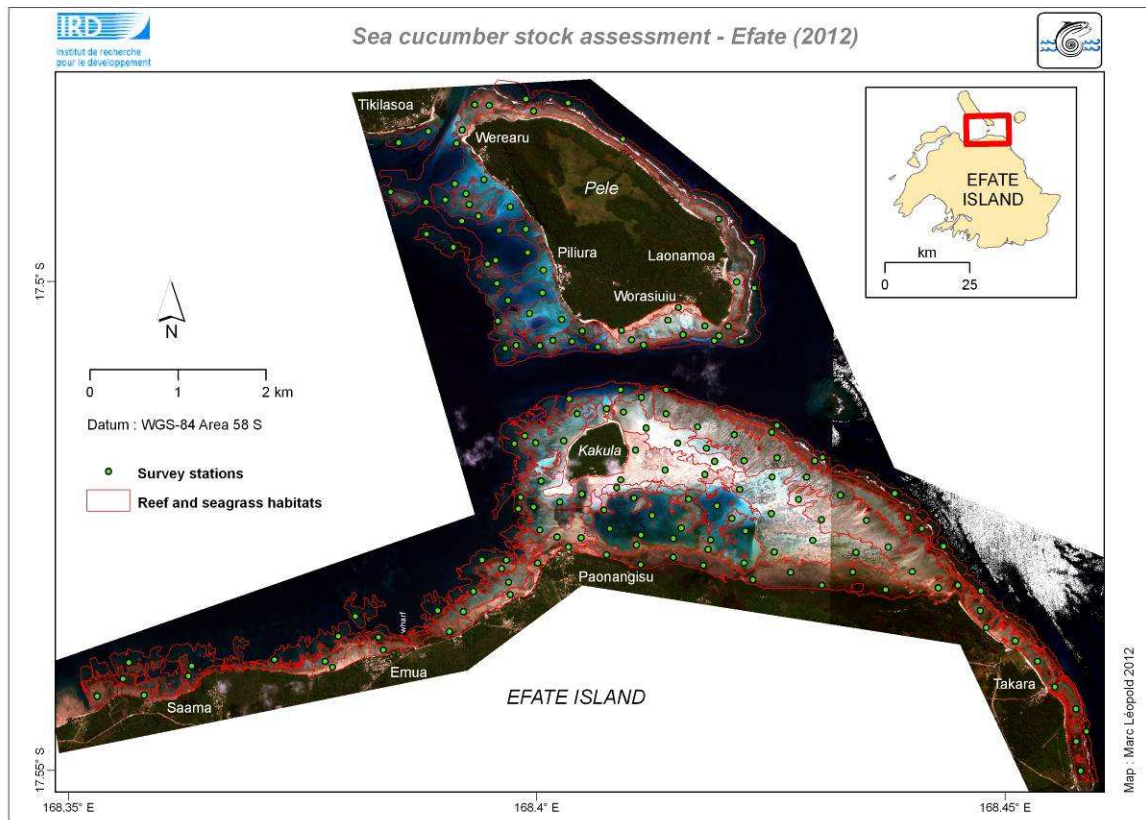 IRD
Institut de recherche
pour le développement
Sea cucumber stock assessment - Efate (2012)
Tikilasoa
Werearu
Pele
Piliura
Laonamoa
Worasiuiu
EFATE
ISLAND
km
0 25
17.5° S
N
0 1 2 km
Datum : WGS-84 Area 58 S
Survey stations
Reef and seagrass habitats
Kakula
Paonangisu
wharf
Emua
Saama
EFATE ISLAND
Takara
17.55° S
168.35° E
168.4° E
168.45° E
Map : Marc Léopold 2012